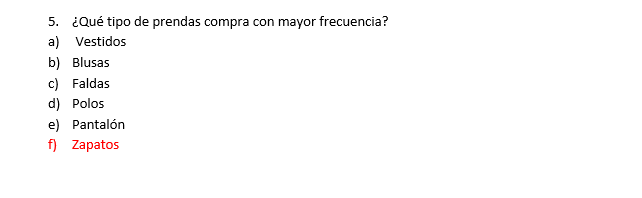 5. ¿Qué tipo de prendas compra con mayor frecuencia?
a) Vestidos
b) Blusas
c) Faldas
d) Polos
e) Pantalón
f) Zapatos